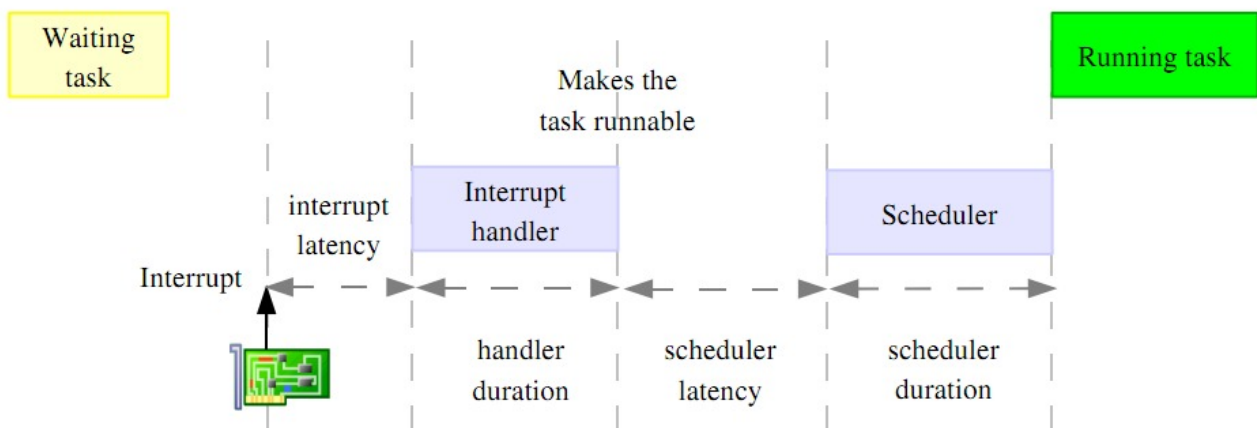 Waiting
task
Running task
Makes the
task runnable
interrupt
latency
Interrupt
handler
Scheduler
Interrupt
handler
duration
scheduler
latency
scheduler
duration